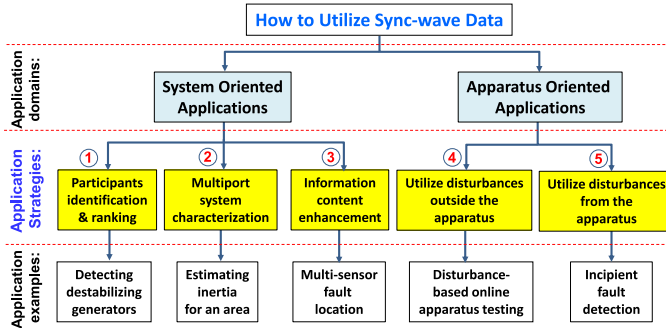 How to Utilize Sync-wave Data
Application
domains:
System Oriented
Applications
Apparatus Oriented
Applications
Application
Strategies:
1
2
3
4
5
Participants
identification
& ranking
Multiport
system
characterization
Information
content
enhancement
Utilize disturbances
outside the
apparatus
Utilize disturbances
from the
apparatus
Application
examples:
Detecting
destabilizing
generators
Estimating
inertia
for an area
Multi-sensor
fault
location
Disturbance-
based online
apparatus testing
Incipient
fault
detection